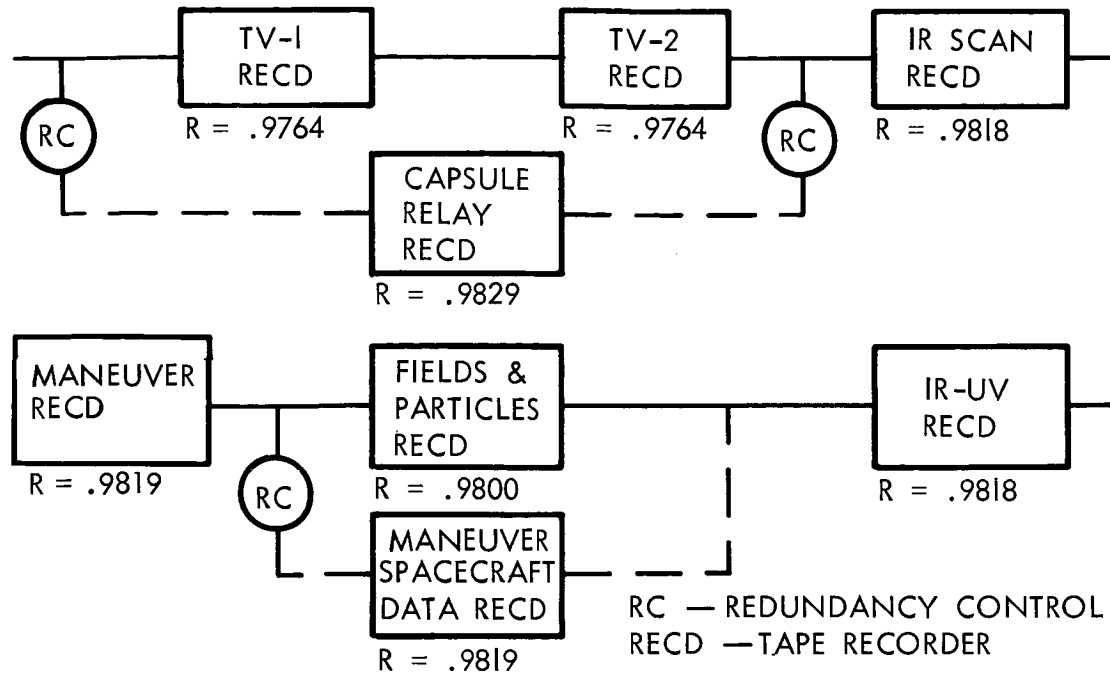 TV-1
RECD
R = .9764
TV-2
RECD
R = .9764
IR SCAN
RECD
R = .9818
RC
RC
CAPSULE
RELAY
RECD
R = .9829
MANEUVER
RECD
R = .9819
FIELDS &
PARTICLES
RECD
R = .9800
IR-UV
RECD
R = .9818
RC
MANEUVER
SPACECRAFT
DATA RECD
R = .9819
RC — REDUNDANCY CONTROL
RECD — TAPE RECORDER